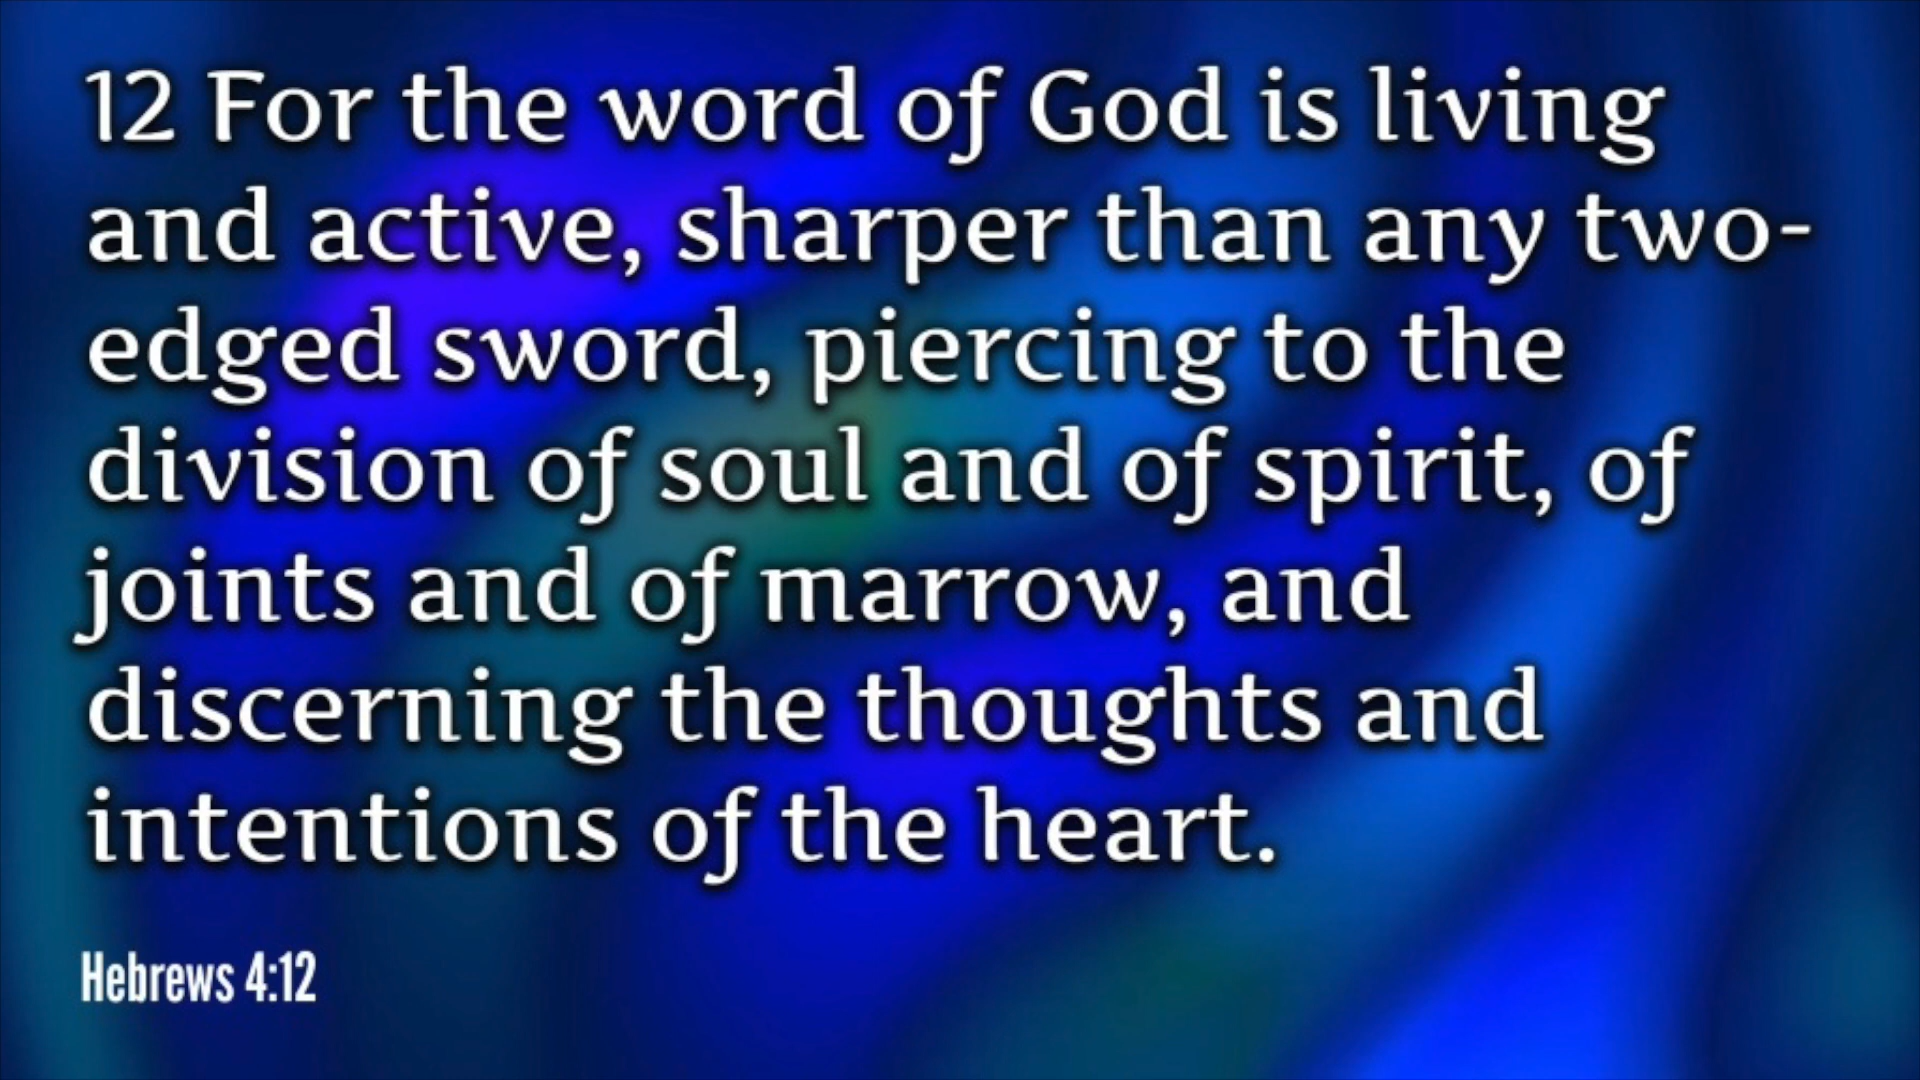 12 For the word of God is living
and active, sharper than any two-
edged sword, piercing to the
division of soul and of spirit, of
joints and of marrow, and
discerning the thoughts and
intentions of the heart.
Hebrews 4:12